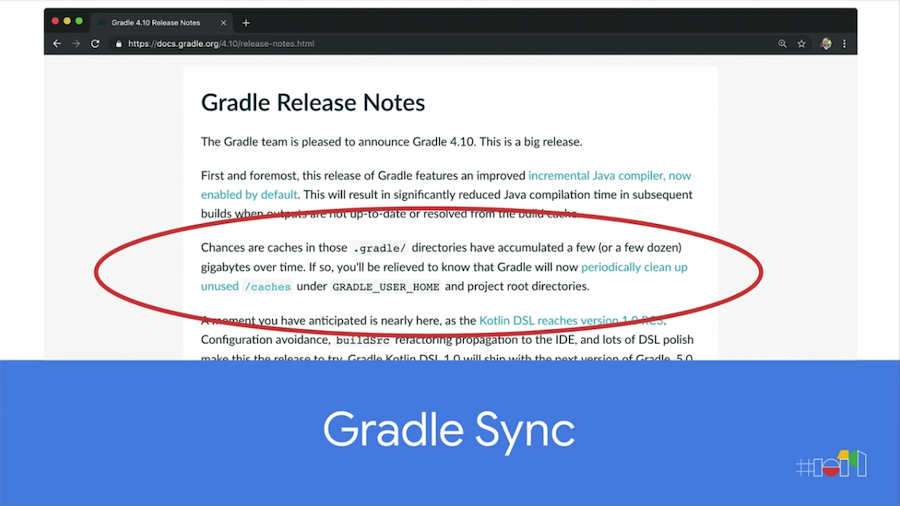 Gradle 4.10 Release Notes
https://docs.gradle.org/4.10/release-notes.html
Gradle Release Notes
The Gradle team is pleased to announce Gradle 4.10. This is a big release.
First and foremost, this release of Gradle features an improved incremental Java compiler, now
enabled by default. This will result in significantly reduced Java compilation time in subsequent
builds when outputs are not up-to-date or resolved from the build cache.
Chances are caches in those .gradle/ directories have accumulated a few (or a few dozen)
gigabytes over time. If so, you'll be relieved to know that Gradle will now periodically clean up
unused /caches under GRADLE_USER_HOME and project root directories.
A moment you have anticipated is nearly here, as the Kotlin DSL reaches version 1.0 RC3.
Configuration avoidance, buildSrc refactoring propagation to the IDE, and lots of DSL polish
make this the release to try. Gradle Kotlin DSL 1.0 will ship with the next version of Gradle, 5.0.
Gradle Sync
#io19